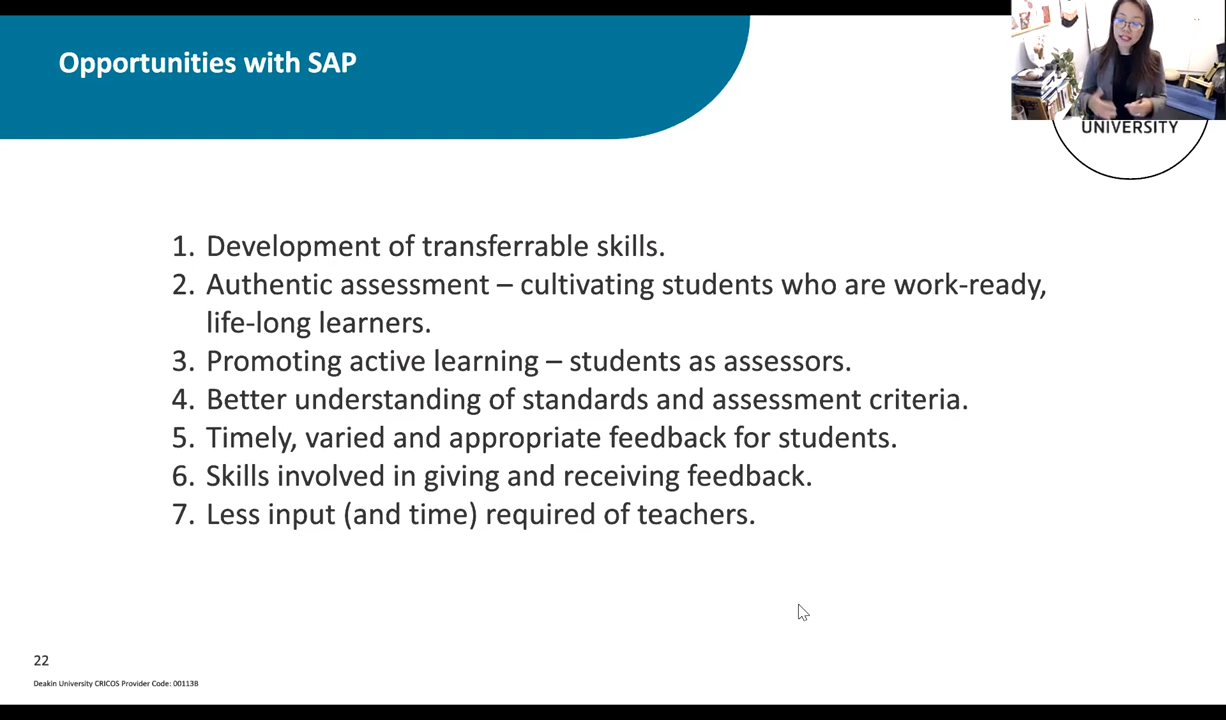 Opportunities with SAP
UNIVERSITY
1. Development of transferrable skills.
2. Authentic assessment – cultivating students who are work-ready,
life-long learners.
3. Promoting active learning – students as assessors.
4. Better understanding of standards and assessment criteria.
5. Timely, varied and appropriate feedback for students.
6. Skills involved in giving and receiving feedback.
7. Less input (and time) required of teachers.
22
Deakin University CRICOS Provider Code: 00113B